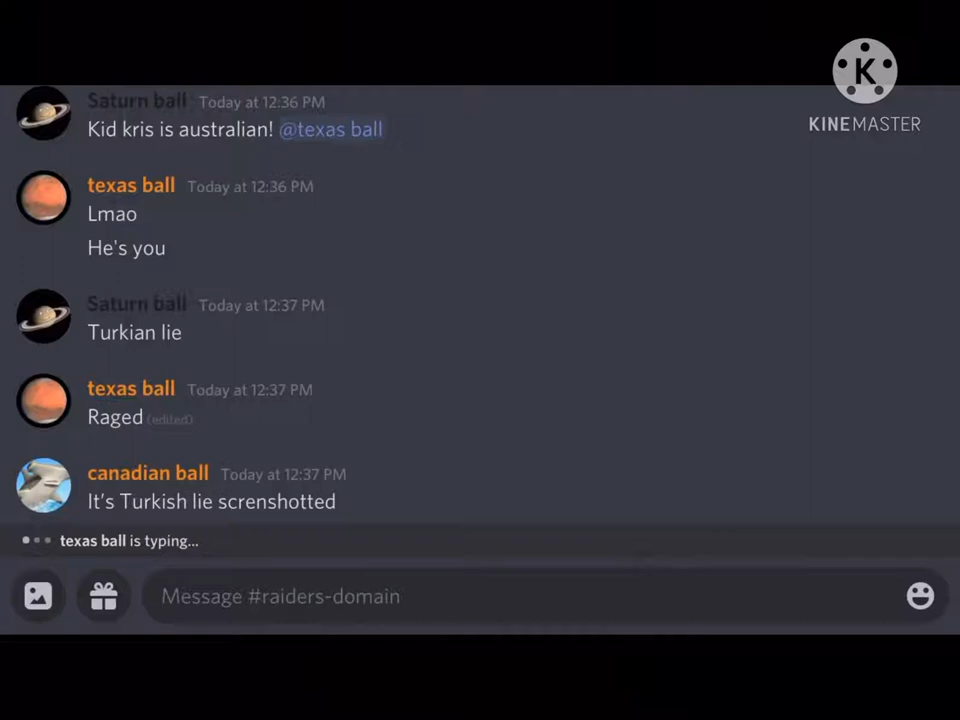 K
KINEMASTER
Saturn ball Today at 12:36 PM
Kid kris is australian! @texas ball
texas ball Today at 12:36 PM
Lmao
He's you
Saturn ball Today at 12:37 PM
Turkian lie
texas ball Today at 12:37 PM
Raged (edited)
canadian ball Today at 12:37 PM
It’s Turkish lie screnshotted
texas ball is typing...
Message #raiders-domain